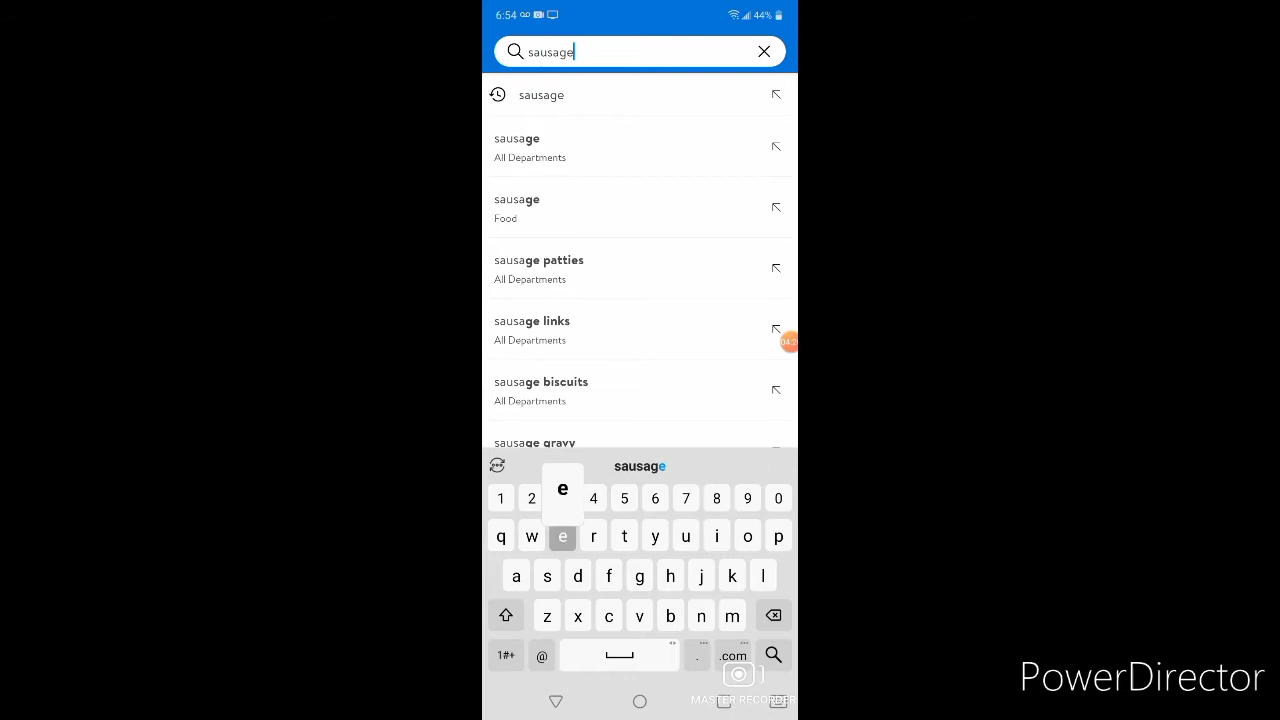 6:54 44%
sausage
sausage
sausage
All Departments
sausage
Food
sausage patties
All Departments
04:2
sausage links
All Departments
sausage biscuits
All Departments
sausage gravy
sausage
e
1 2 4 5 6 7 8 9 0
q w e r t y u i o p
a s d f g h j k l
z x c v b n m
1#+ @ . .com
MASTER RECORDER
PowerDirector